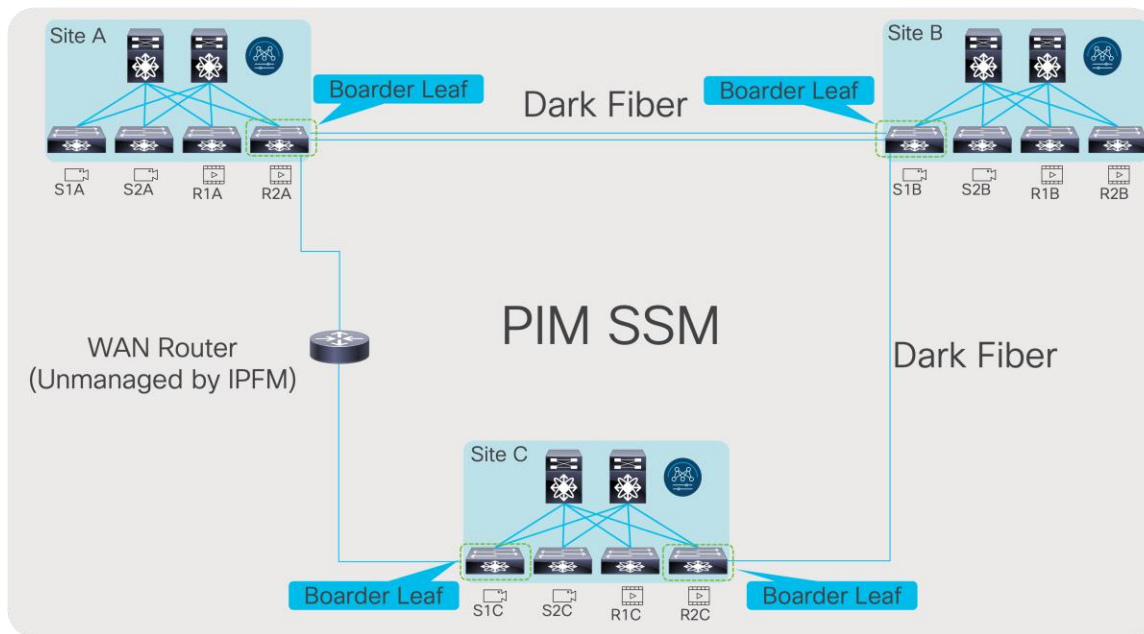 Site A
Site B
Boarder Leaf
Dark Fiber
Boarder Leaf
S1A
S2A
R1A
R2A
S1B
S2B
R1B
R2B
PIM SSM
WAN Router
(Unmanaged by IPFM)
Dark Fiber
Site C
Boarder Leaf
Boarder Leaf
S1C
S2C
R1C
R2C